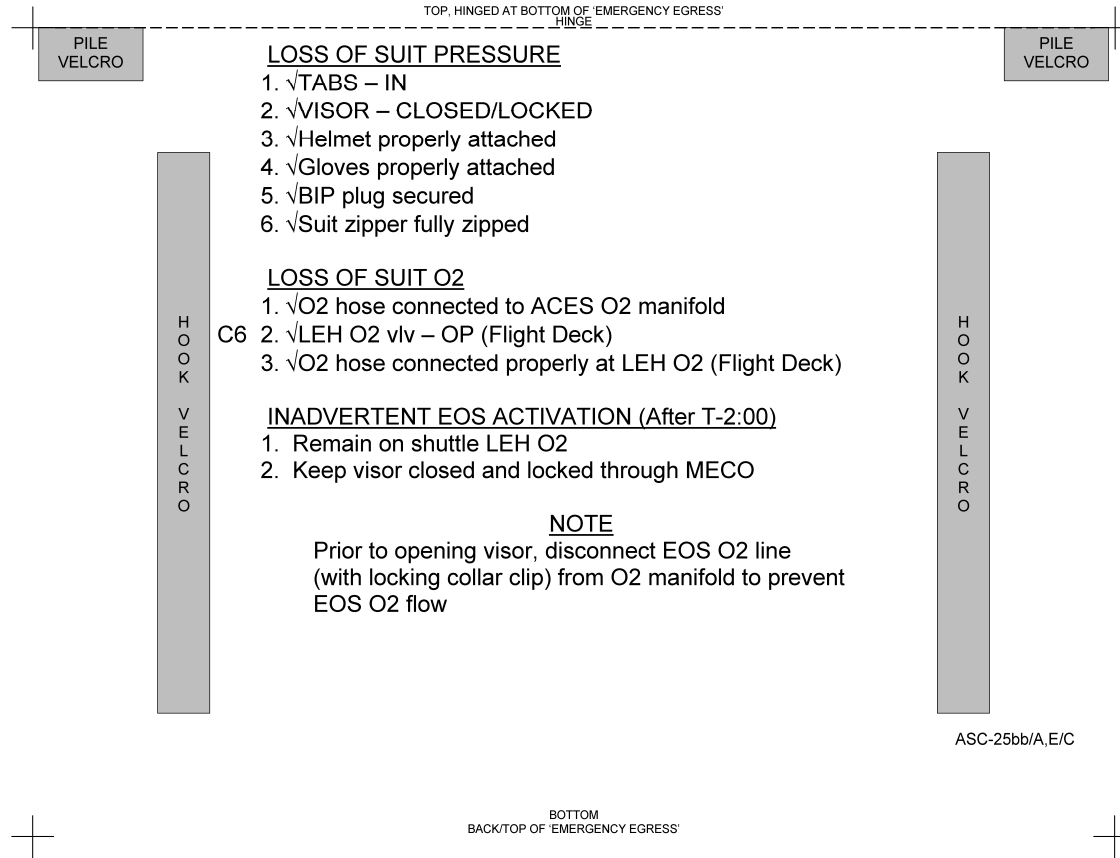 TOP, HINGED AT BOTTOM OF ‘EMERGENCY EGRESS’
HINGE
PILE
VELCRO
PILE
VELCRO
LOSS OF SUIT PRESSURE
1. √TABS – IN
2. √VISOR – CLOSED/LOCKED
3. √Helmet properly attached
4. √Gloves properly attached
5. √BIP plug secured
6. √Suit zipper fully zipped
LOSS OF SUIT O2
1. √O2 hose connected to ACES O2 manifold
C6 2. √LEH O2 vlv – OP (Flight Deck)
3. √O2 hose connected properly at LEH O2 (Flight Deck)
INADVERTENT EOS ACTIVATION (After T-2:00)
1. Remain on shuttle LEH O2
2. Keep visor closed and locked through MECO
NOTE
Prior to opening visor, disconnect EOS O2 line
(with locking collar clip) from O2 manifold to prevent
EOS O2 flow
HOOK VELCRO
HOOK VELCRO
ASC-25bb/A,E/C
BOTTOM
BACK/TOP OF ‘EMERGENCY EGRESS’